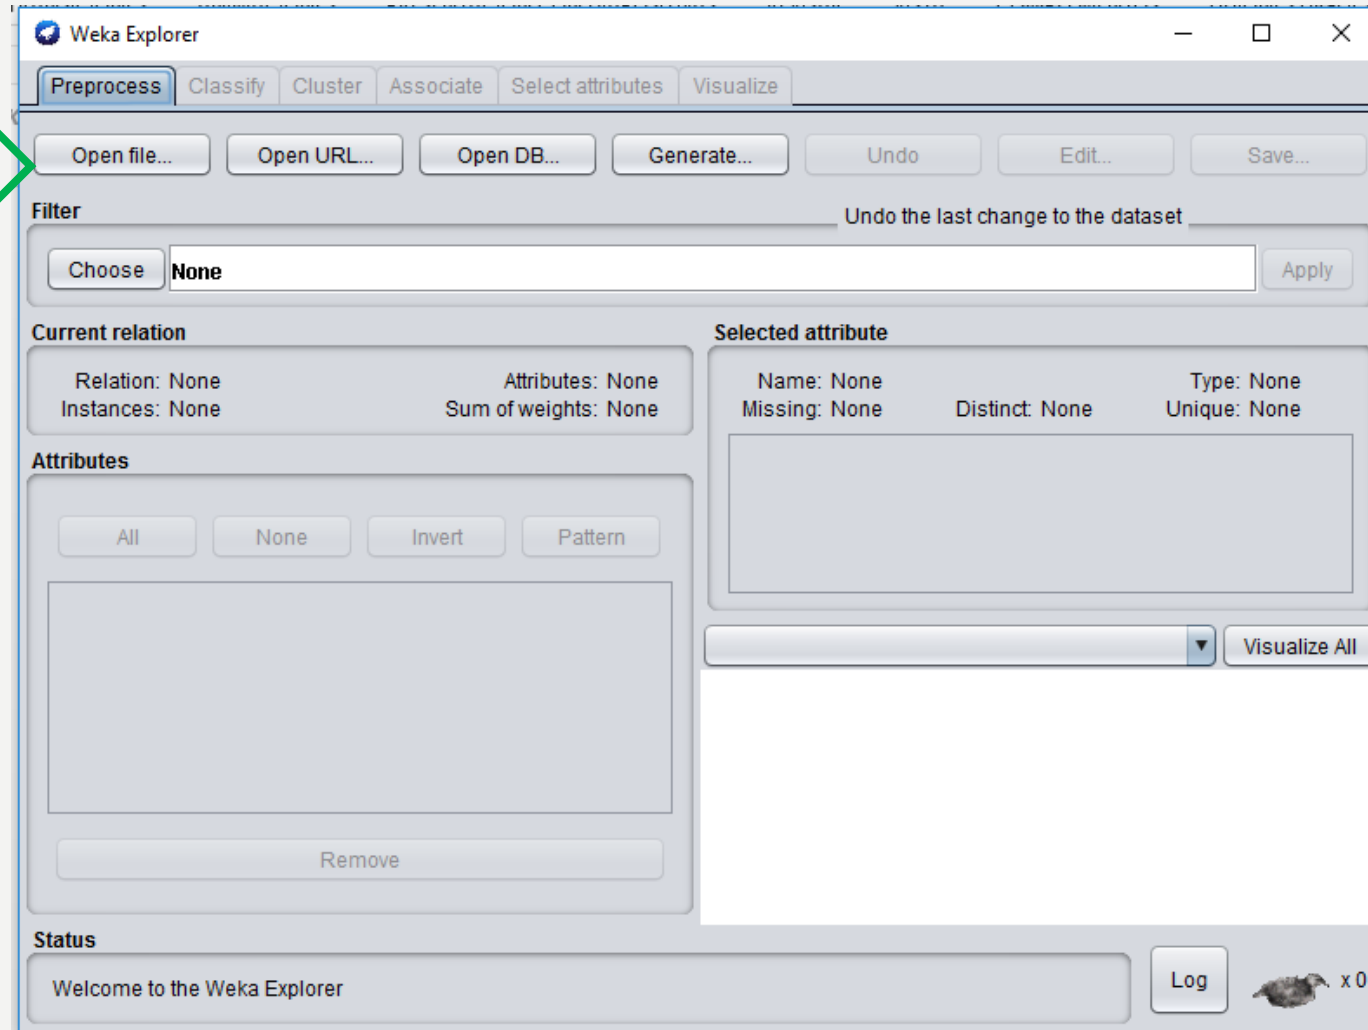 Weka Explorer
Preprocess Classify Cluster Associate Select attributes Visualize
Open file... Open URL... Open DB... Generate... Undo Edit... Save...
Filter
Undo the last change to the dataset
Choose None Apply
Current relation Selected attribute
Relation: None Attributes: None Name: None Type: None
Instances: None Sum of weights: None Missing: None Distinct: None Unique: None
Attributes
All None Invert Pattern
Visualize All
Remove
Status
Welcome to the Weka Explorer
Log x 0